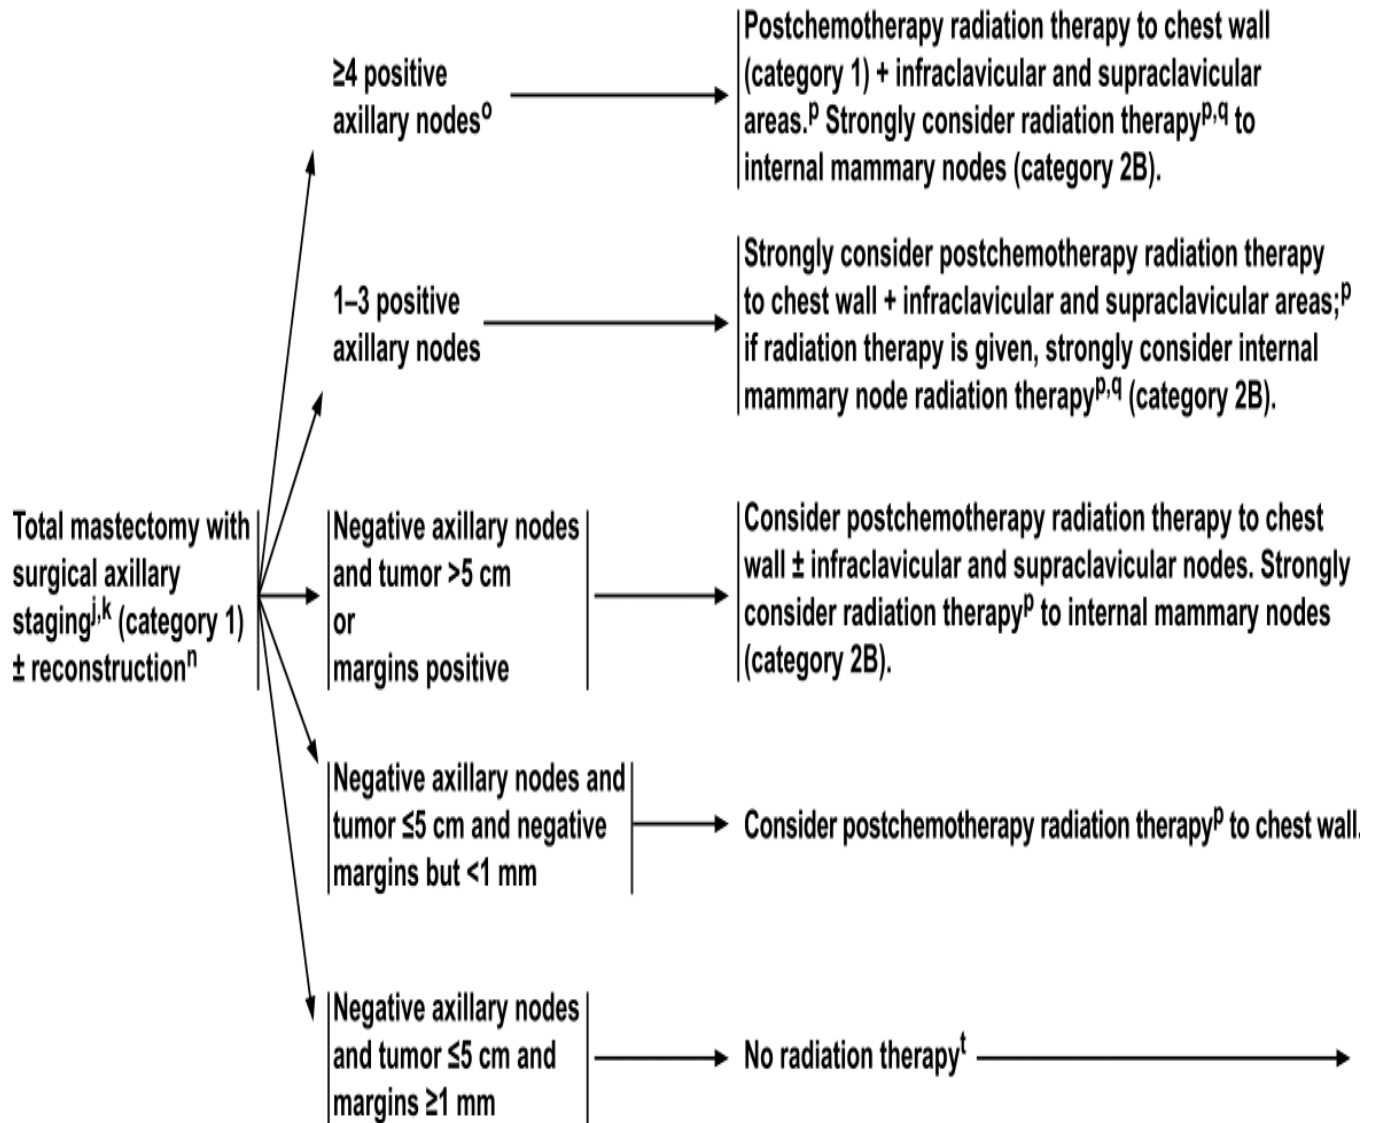 ≥4 positive
axillary nodesᵒ
Postchemotherapy radiation therapy to chest wall
(category 1) + infraclavicular and supraclavicular
areas.ᵖ Strongly consider radiation therapyᵖ,q to
internal mammary nodes (category 2B).
1–3 positive
axillary nodes
Strongly consider postchemotherapy radiation therapy
to chest wall + infraclavicular and supraclavicular areas;ᵖ
if radiation therapy is given, strongly consider internal
mammary node radiation therapyᵖ,q (category 2B).
Total mastectomy with
surgical axillary
stagingʲ,ᵏ (category 1)
± reconstructionⁿ
Negative axillary nodes
and tumor >5 cm
or
margins positive
Consider postchemotherapy radiation therapy to chest
wall ± infraclavicular and supraclavicular nodes. Strongly
consider radiation therapyᵖ to internal mammary nodes
(category 2B).
Negative axillary nodes and
tumor ≤5 cm and negative
margins but <1 mm
Consider postchemotherapy radiation therapyᵖ to chest wall.
Negative axillary nodes
and tumor ≤5 cm and
margins ≥1 mm
No radiation therapyᵗ